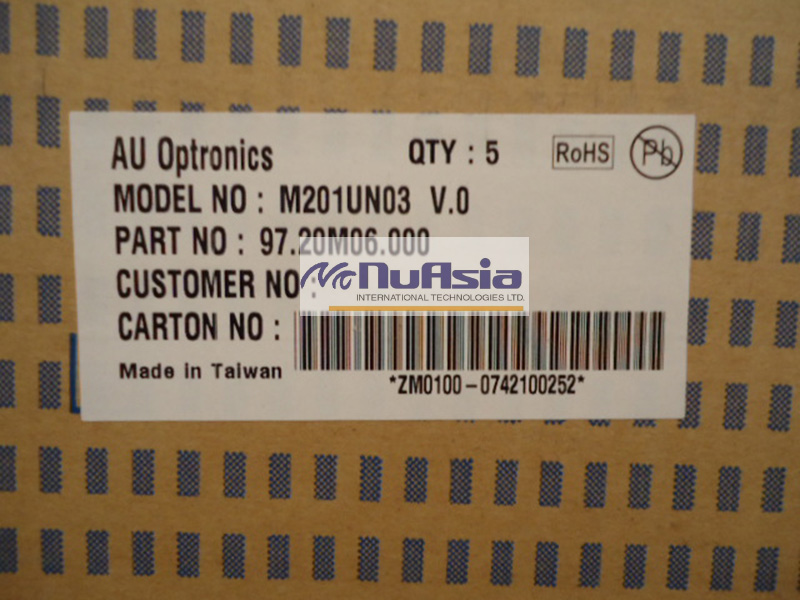 AU Optronics QTY : 5 RoHS Pb
MODEL NO : M201UN03 V.0
PART NO : 97.20M06.000
NuAsia
CUSTOMER NO :
INTERNATIONAL TECHNOLOGIES LTD.
CARTON NO :
Made in Taiwan
*ZM0100-0742100252*